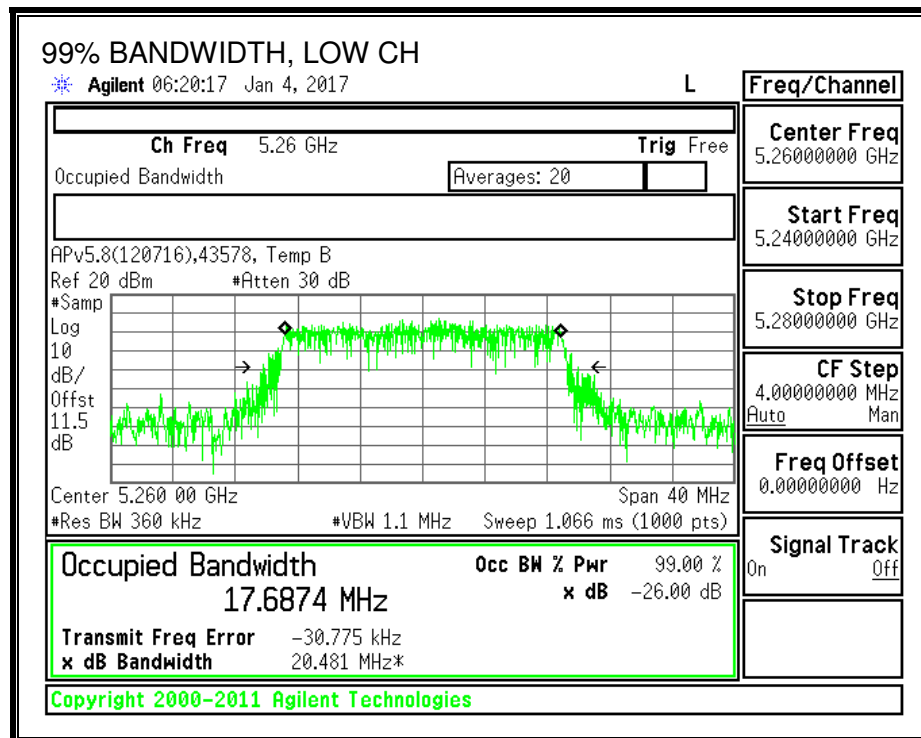 99% BANDWIDTH, LOW CH
Agilent 06:20:17 Jan 4, 2017 L Freq/Channel
Ch Freq 5.26 GHz Trig Free
Occupied Bandwidth Averages: 20
APv5.8(120716),43578, Temp B
Ref 20 dBm #Atten 30 dB
#Samp
Log
10
dB/
Offst
11.5
dB
Center 5.260 00 GHz Span 40 MHz
#Res BW 360 kHz #VBW 1.1 MHz Sweep 1.066 ms (1000 pts)
Occupied Bandwidth Occ BW % Pwr 99.00 %
17.6874 MHz x dB -26.00 dB
Transmit Freq Error -30.775 kHz
x dB Bandwidth 20.481 MHz*
Copyright 2000-2011 Agilent Technologies
Center Freq
5.26000000 GHz
Start Freq
5.24000000 GHz
Stop Freq
5.28000000 GHz
CF Step
4.00000000 MHz
Auto Man
Freq Offset
0.00000000 Hz
Signal Track
On Off